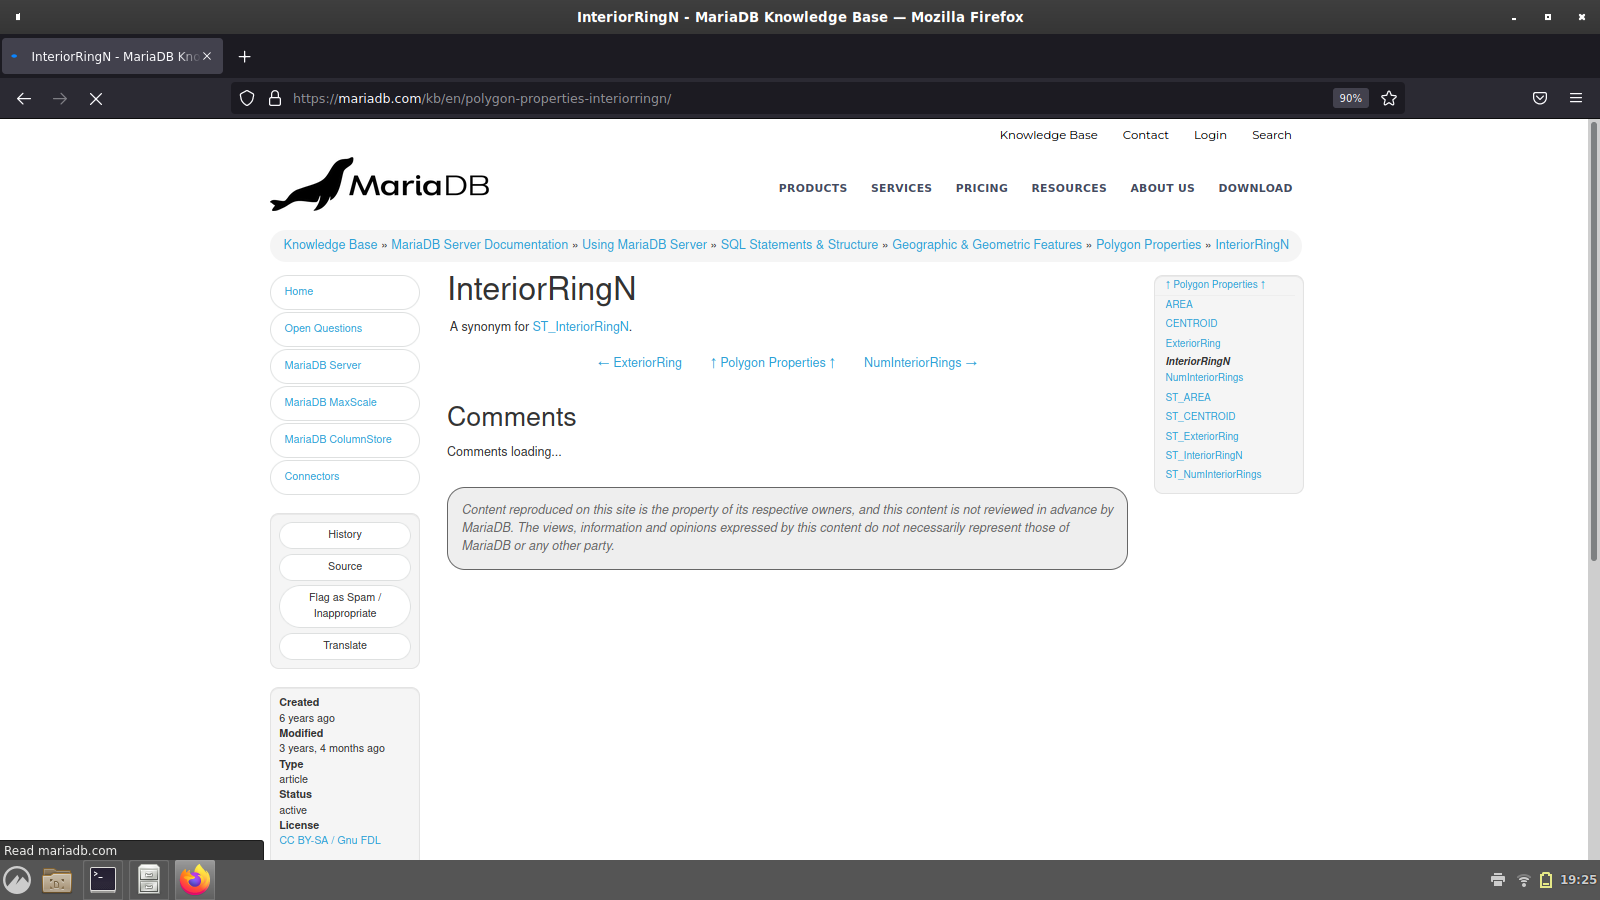 InteriorRingN - MariaDB Knowledge Base — Mozilla Firefox
InteriorRingN - MariaDB Kno
https://mariadb.com/kb/en/polygon-properties-interiorringn/
90%
Knowledge Base Contact Login Search
MariaDB
PRODUCTS SERVICES PRICING RESOURCES ABOUT US DOWNLOAD
Knowledge Base » MariaDB Server Documentation » Using MariaDB Server » SQL Statements & Structure » Geographic & Geometric Features » Polygon Properties » InteriorRingN
Home
Open Questions
MariaDB Server
MariaDB MaxScale
MariaDB ColumnStore
Connectors
History
Source
Flag as Spam /
Inappropriate
Translate
Created
6 years ago
Modified
3 years, 4 months ago
Type
article
Status
active
License
CC BY-SA / Gnu FDL
InteriorRingN
A synonym for ST_InteriorRingN.
← ExteriorRing ↑ Polygon Properties ↑ NumInteriorRings →
Comments
Comments loading...
Content reproduced on this site is the property of its respective owners, and this content is not reviewed in advance by
MariaDB. The views, information and opinions expressed by this content do not necessarily represent those of
MariaDB or any other party.
↑ Polygon Properties ↑
AREA
CENTROID
ExteriorRing
InteriorRingN
NumInteriorRings
ST_AREA
ST_CENTROID
ST_ExteriorRing
ST_InteriorRingN
ST_NumInteriorRings
Read mariadb.com
19:25